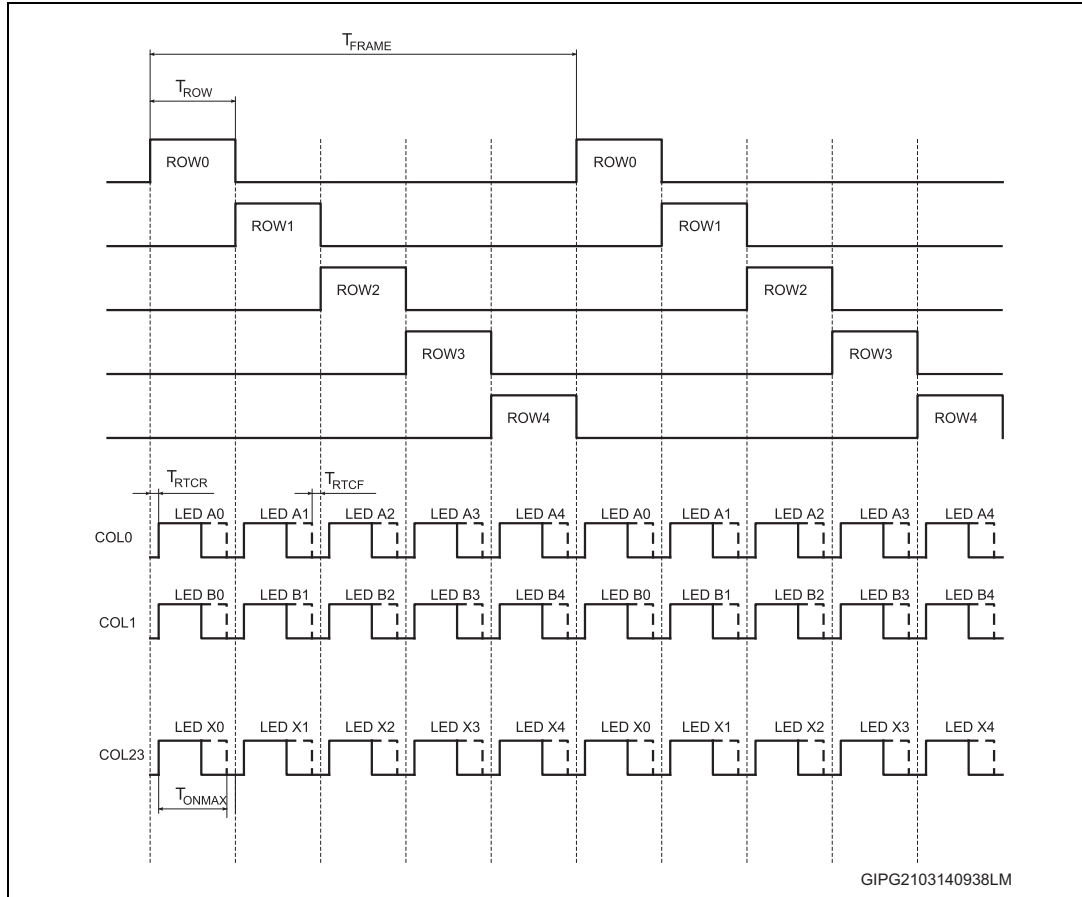 TFRAME
TROW
ROW0 ROW0
ROW1 ROW1
ROW2 ROW2
ROW3 ROW3
ROW4 ROW4
TRTCR TRTCF
LED A0 LED A1 LED A2 LED A3 LED A4 LED A0 LED A1 LED A2 LED A3 LED A4
COL0
LED B0 LED B1 LED B2 LED B3 LED B4 LED B0 LED B1 LED B2 LED B3 LED B4
COL1
LED X0 LED X1 LED X2 LED X3 LED X4 LED X0 LED X1 LED X2 LED X3 LED X4
COL23
TONMAX
GIPG2103140938LM